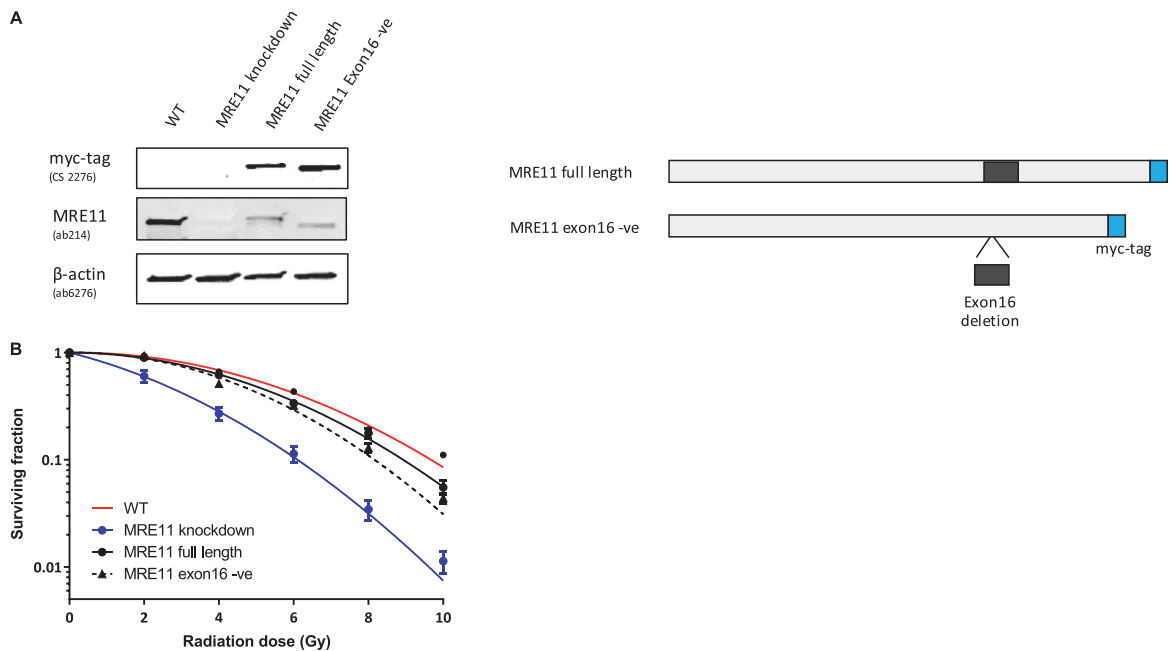 A
WT
MRE11 knockdown
MRE11 full length
MRE11 Exon16 -ve
myc-tag
(CS 2276)
MRE11
(ab214)
β-actin
(ab6276)
MRE11 full length
MRE11 exon16 -ve
myc-tag
Exon16
deletion
B
Surviving fraction
1
0.1
0.01
WT
MRE11 knockdown
MRE11 full length
MRE11 exon16 -ve
0 2 4 6 8 10
Radiation dose (Gy)